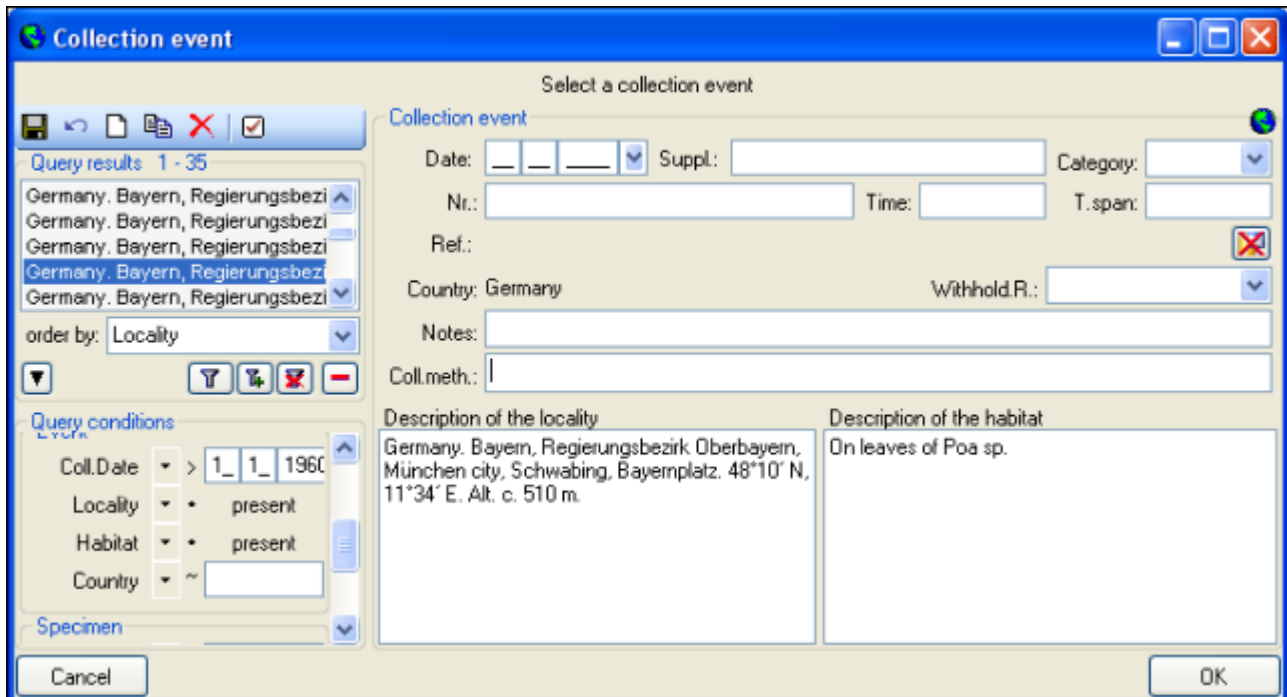 Collection event
Select a collection event
Query results 1 - 35
Germany. Bayern, Regierungsbezi
Germany. Bayern, Regierungsbezi
Germany. Bayern, Regierungsbezi
Germany. Bayern, Regierungsbezi
Germany. Bayern, Regierungsbezi
order by: Locality
Query conditions
Event
Coll.Date > 1_ 1_ 1960
Locality • present
Habitat • present
Country ~
Specimen
Collection event
Date: __ __ ____ Suppl.: Category:
Nr.: Time: T.span:
Ref.:
Country: Germany Withhold.R.:
Notes:
Coll.meth.:
Description of the locality
Germany. Bayern, Regierungsbezirk Oberbayern,
München city, Schwabing, Bayernplatz. 48°10´ N,
11°34´ E. Alt. c. 510 m.
Description of the habitat
On leaves of Poa sp.
Cancel OK